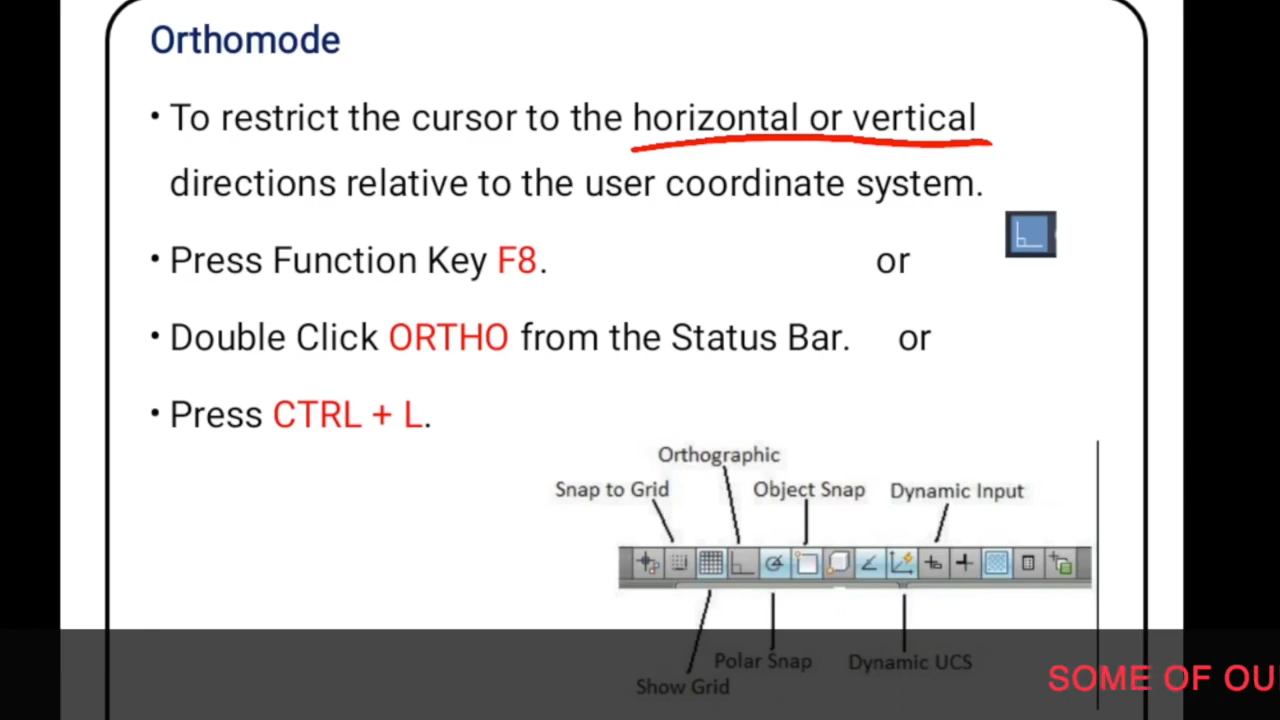 Orthomode
• To restrict the cursor to the horizontal or vertical
directions relative to the user coordinate system.
• Press Function Key F8. or
• Double Click ORTHO from the Status Bar. or
• Press CTRL + L.
Orthographic
Snap to Grid Object Snap Dynamic Input
Polar Snap Dynamic UCS
Show Grid
SOME OF OU